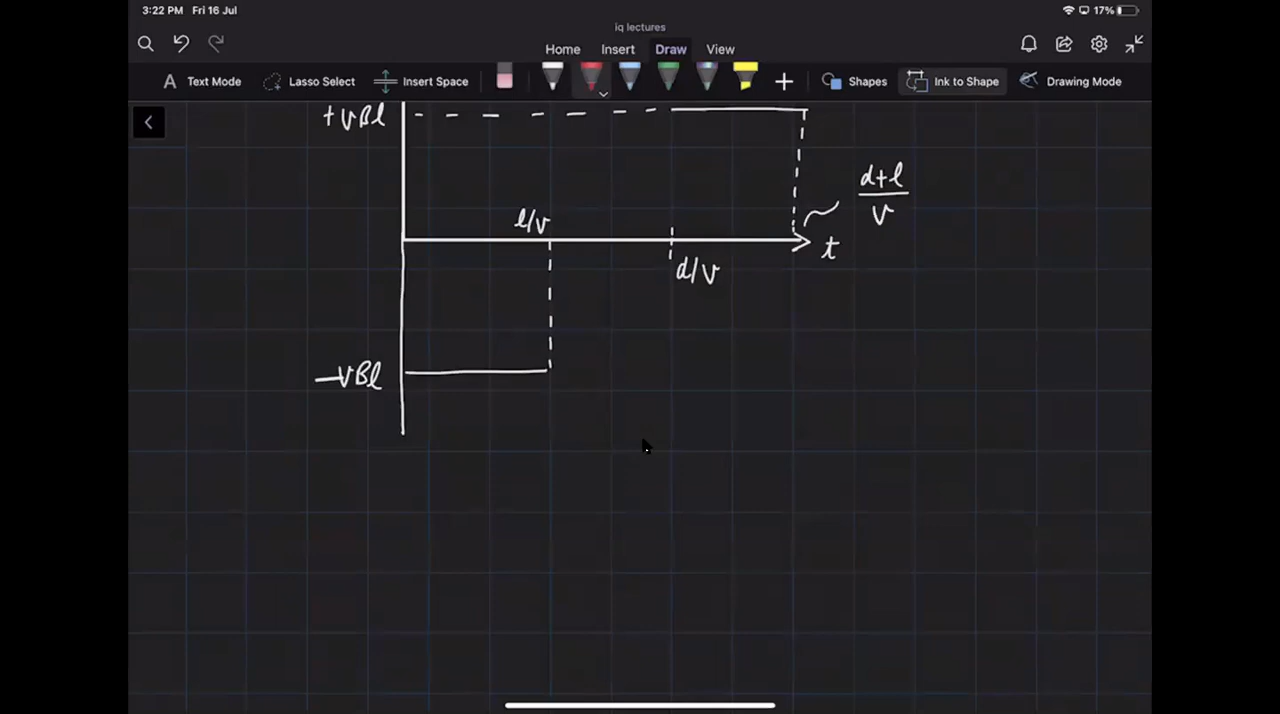 3:22 PM Fri 16 Jul 17%
iq lectures
Home Insert Draw View
Text Mode Lasso Select Insert Space Shapes Ink to Shape Drawing Mode
+vBl
d+l
v
l/v
t
d/v
-vBl